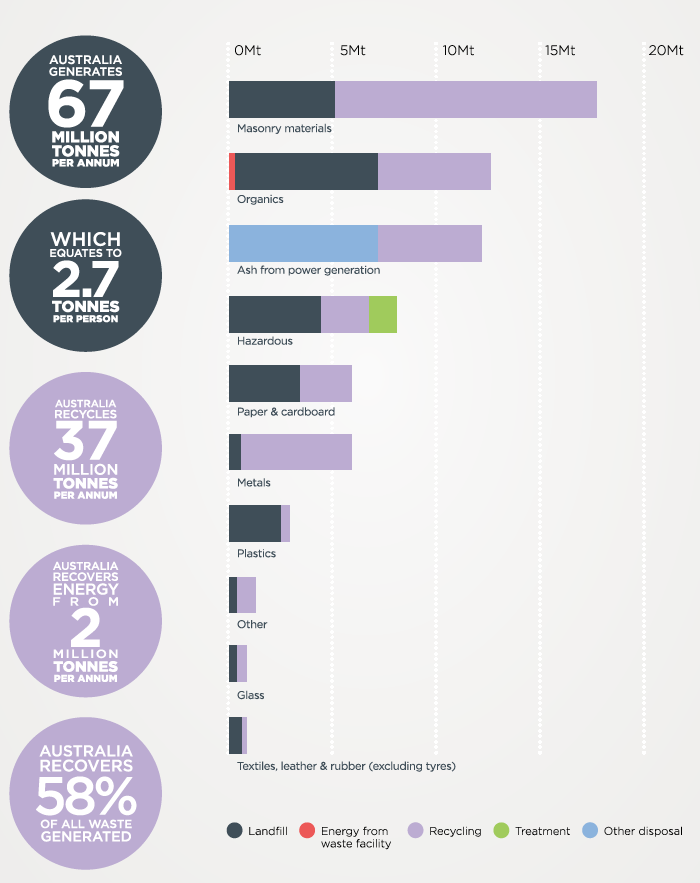 AUSTRALIA
GENERATES
67
MILLION
TONNES
PER ANNUM
WHICH
EQUATES TO
2.7
TONNES
PER PERSON
AUSTRALIA
RECYCLES
37
MILLION
TONNES
PER ANNUM
AUSTRALIA
RECOVERS
ENERGY
FROM
2
MILLION
TONNES
PER ANNUM
AUSTRALIA
RECOVERS
58%
OF ALL WASTE
GENERATED
0Mt 5Mt 10Mt 15Mt 20Mt
Masonry materials
Organics
Ash from power generation
Hazardous
Paper & cardboard
Metals
Plastics
Other
Glass
Textiles, leather & rubber (excluding tyres)
Landfill
Energy from
waste facility
Recycling
Treatment
Other disposal